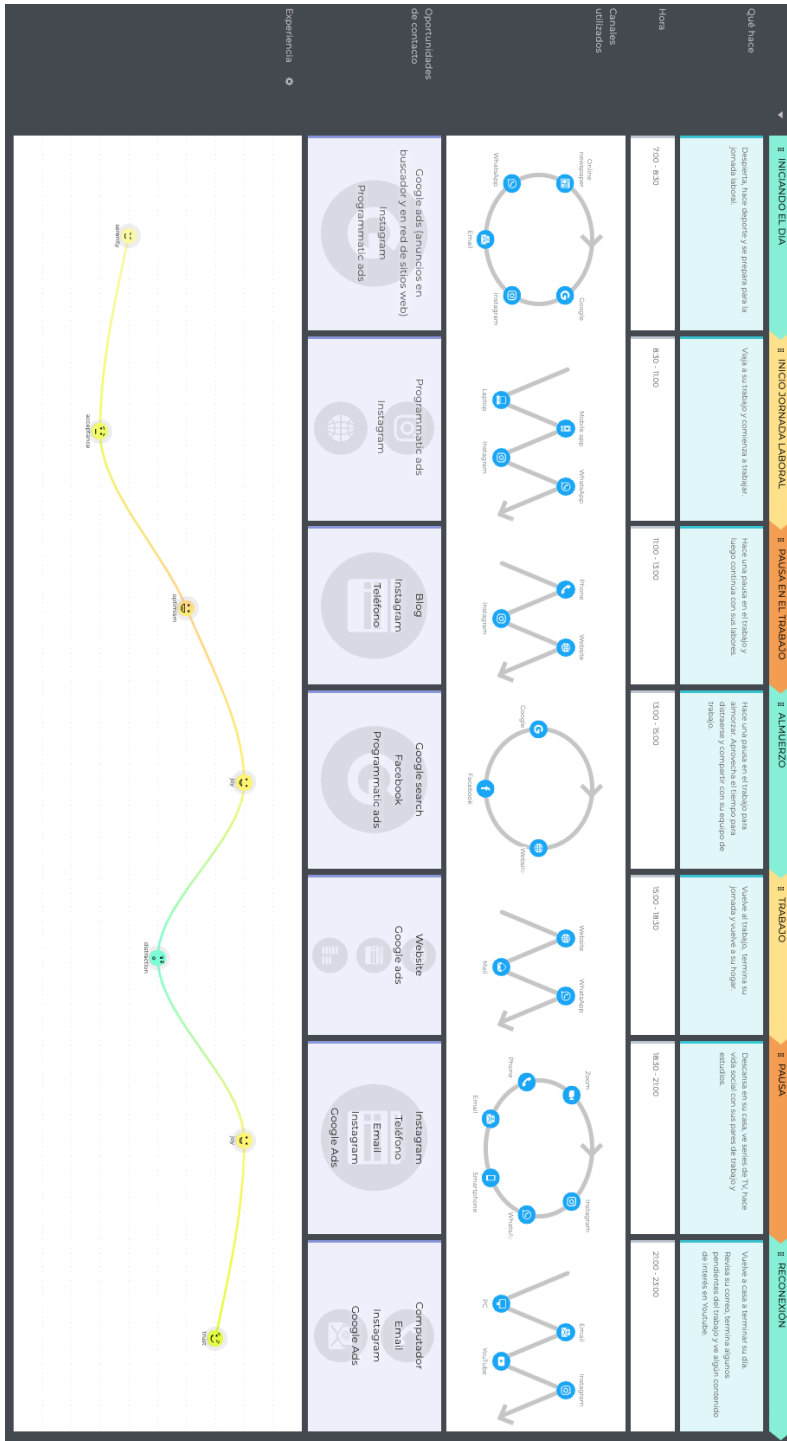 INICIANDO EL DIA
INICIO JORNADA LABORAL
PAUSA EN EL TRABAJO
ALMUERZO
TRABAJO
PAUSA
RECONEXIÓN
Qué hace
Despierta, hace deporte y se prepara para la
jornada laboral.
Viaja a su trabajo y comienza a trabajar.
Hace una pausa en el trabajo y
luego continúa con sus labores.
Hace una pausa en el trabajo para
almorzar. Aprovecha el tiempo para
distraerse y compartir con su equipo de
trabajo.
Vuelve al trabajo, termina su
jornada y vuelve a su hogar.
Descansa en su casa, ve series de TV, hace
vida social con sus pares de trabajo y
estudios.
Vuelve a casa a terminar su día.
Revisa su correo, termina algunos
pendientes del trabajo y ve algún contenido
de interés en Youtube.
Hora
7:00 - 8:30
8:30 - 11:00
11:00 - 13:00
13:00 - 15:00
15:00 - 18:30
18:30 - 21:00
21:00 - 23:00
Canales
utilizados
Online
newspaper
Google
WhatsApp
Instagram
Email
Mobile app
WhatsApp
Laptop
Instagram
Phone
Website
Instagram
Google
Website
Facebook
Website
WhatsApp
Mail
Zoom
Instagram
Phone
WhatsA
Email
Smartphone
Email
Instagram
PC
YouTube
Oportunidades
de contacto
Google ads (anuncios en
buscador y en red de sitios web)
Instagram
Programmatic ads
Programmatic ads
Instagram
Blog
Instagram
Teléfono
Google search
Facebook
Programmatic ads
Website
Google ads
Instagram
Teléfono
Email
Instagram
Google Ads
Computador
Email
Instagram
Google Ads
Experiencia
serenity
acceptance
optimism
joy
distraction
joy
trust